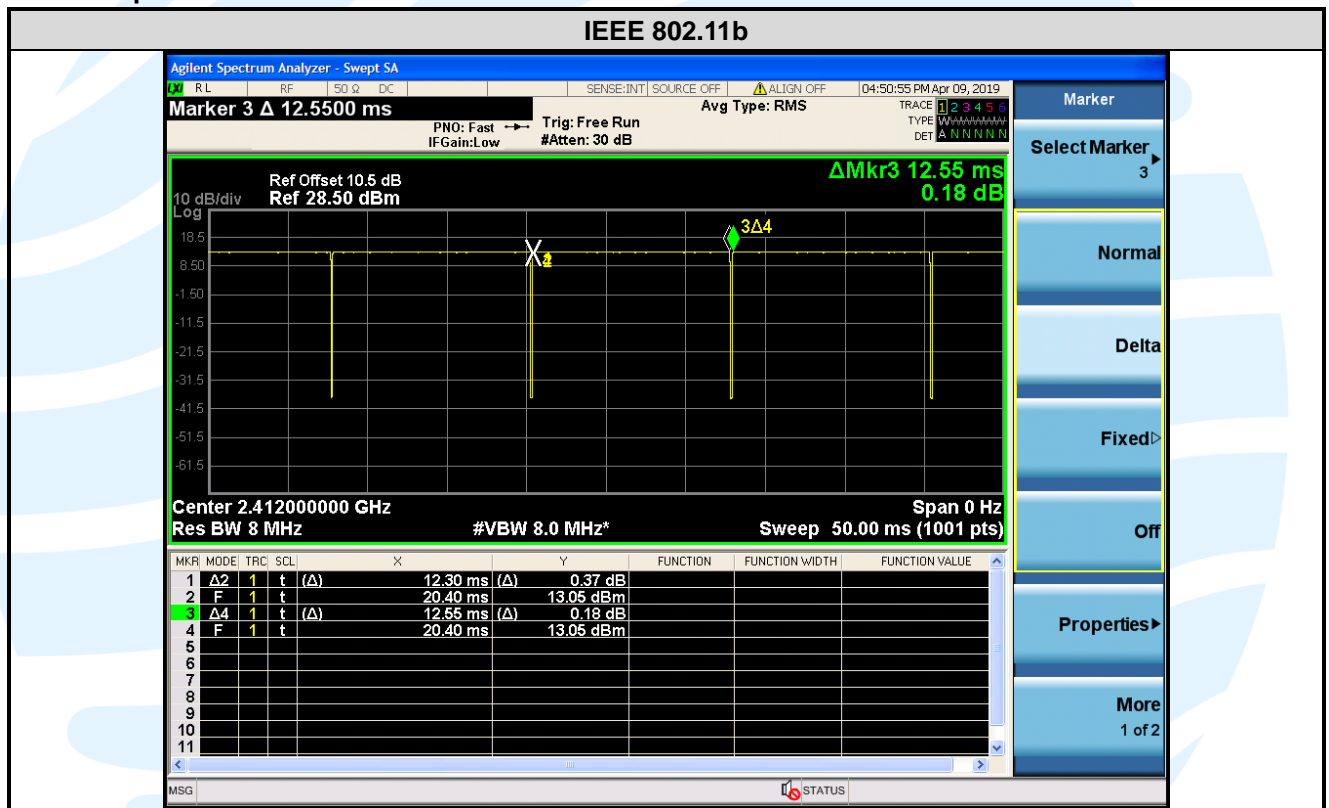 IEEE 802.11b
Agilent Spectrum Analyzer - Swept SA
LXI RL RF 50 Ω DC SENSE:INT SOURCE OFF ALIGN OFF 04:50:55 PM Apr 09, 2019
Marker 3 Δ 12.5500 ms
PNO: Fast
IFGain:Low
Trig: Free Run
#Atten: 30 dB
Avg Type: RMS
TRACE 1 2 3 4 5 6
TYPE W
DET A N N N N N
10 dB/div
Log
Ref Offset 10.5 dB
Ref 28.50 dBm
ΔMkr3 12.55 ms
0.18 dB
3Δ4
18.5
8.50
-1.50
-11.5
-21.5
-31.5
-41.5
-51.5
-61.5
Center 2.412000000 GHz Span 0 Hz
Res BW 8 MHz #VBW 8.0 MHz* Sweep 50.00 ms (1001 pts)
MKR MODE TRC SCL X Y FUNCTION FUNCTION WIDTH FUNCTION VALUE
1 Δ2 1 t (Δ) 12.30 ms (Δ) 0.37 dB
2 F 1 t 20.40 ms 13.05 dBm
3 Δ4 1 t (Δ) 12.55 ms (Δ) 0.18 dB
4 F 1 t 20.40 ms 13.05 dBm
5
6
7
8
9
10
11
MSG STATUS
Marker
Select Marker
3
Normal
Delta
Fixed
Off
Properties
More
1 of 2